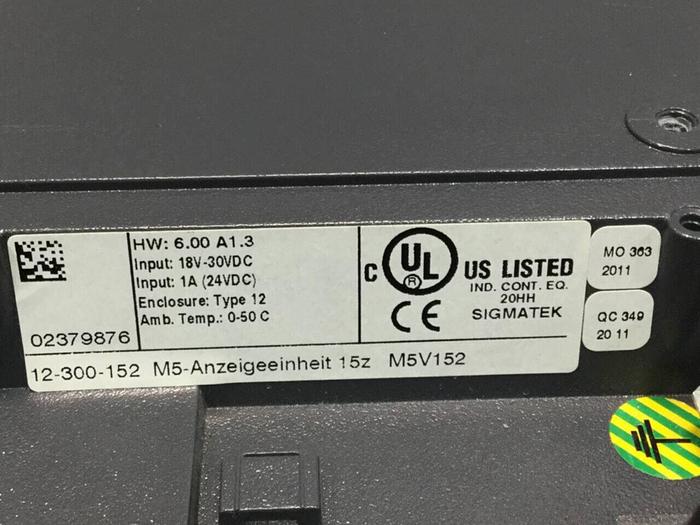 HW: 6.00 A1.3
Input: 18V-30VDC
Input: 1A (24VDC)
Enclosure: Type 12
Amb. Temp.: 0-50 C
02379876
C UL ® US LISTED
IND. CONT. EQ.
20HH
CE SIGMATEK
12-300-152 M5-Anzeigeeinheit 15z M5V152
MO 363
2011
QC 349
20 11